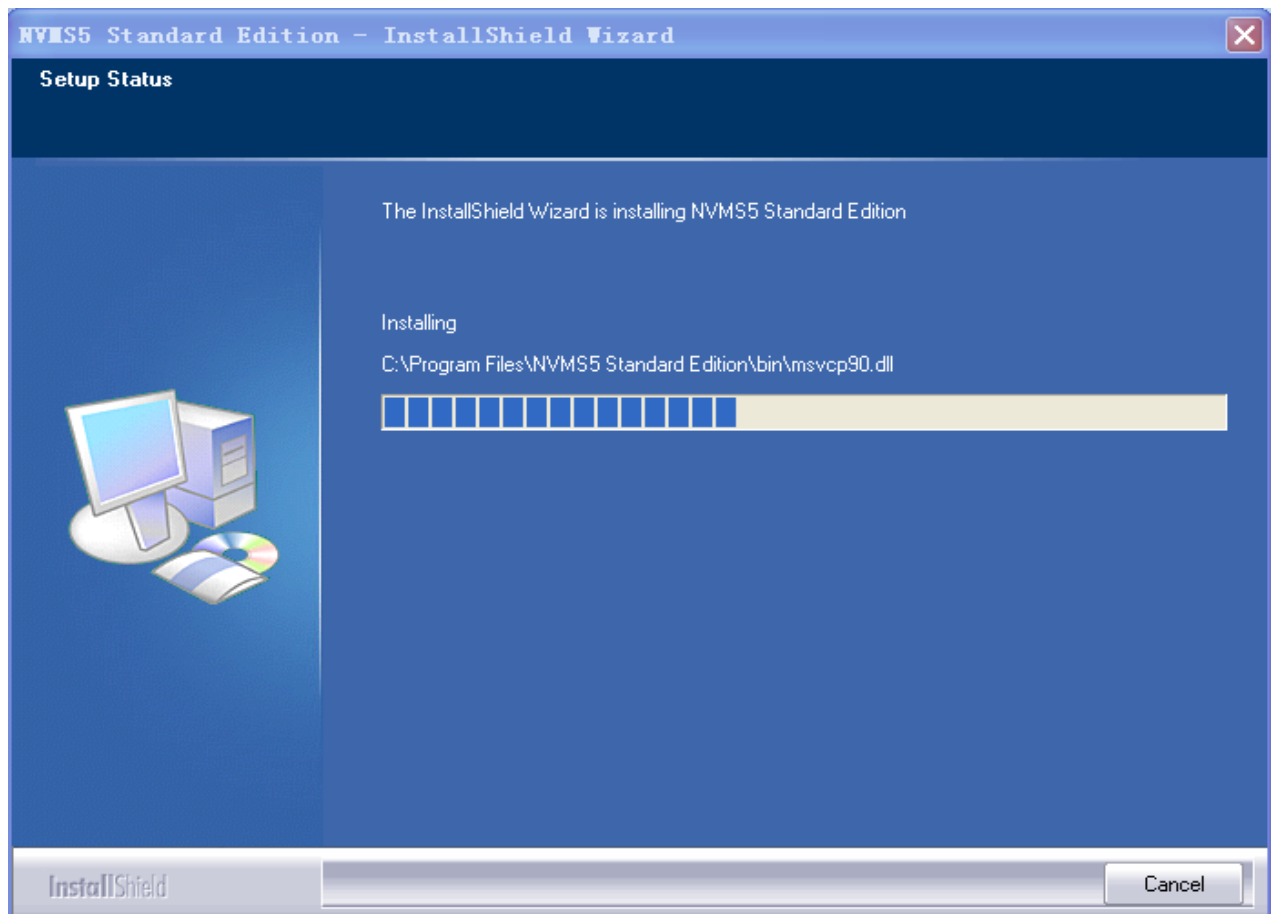 NVMS5 Standard Edition - InstallShield Wizard
Setup Status
The InstallShield Wizard is installing NVMS5 Standard Edition
Installing
C:\Program Files\NVMS5 Standard Edition\bin\msvcp90.dll
InstallShield
Cancel